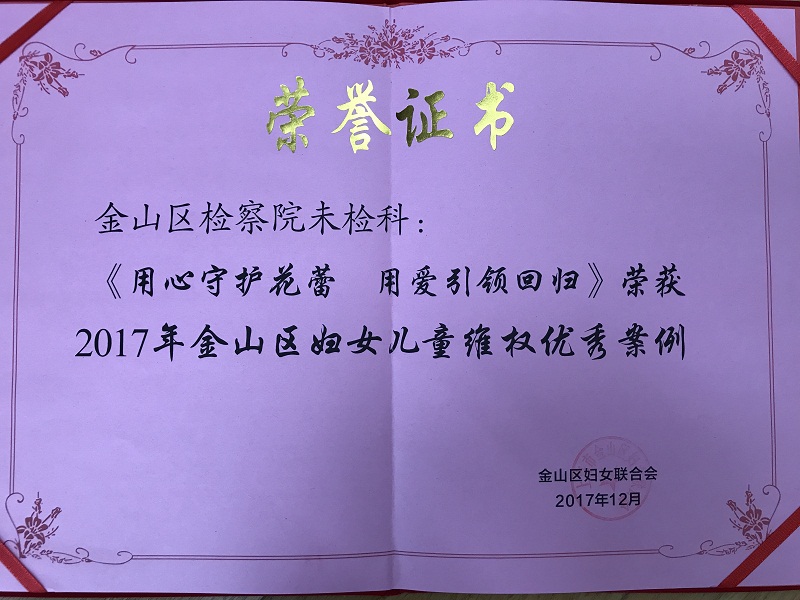 荣誉证书
金山区检察院未检科：
《用心守护花蕾 用爱引领回归》荣获
2017年金山区妇女儿童维权优秀案例
金山区妇女联合会
2017年12月